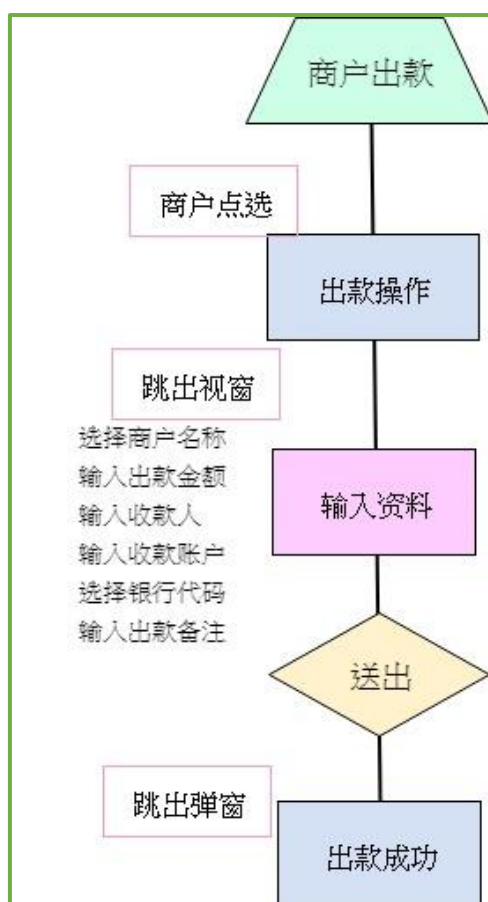 商户出款
商户点选
出款操作
跳出视窗
选择商户名称
输入出款金额
输入收款人
输入收款账户
选择银行代码
输入出款备注
输入资料
送出
跳出弹窗
出款成功